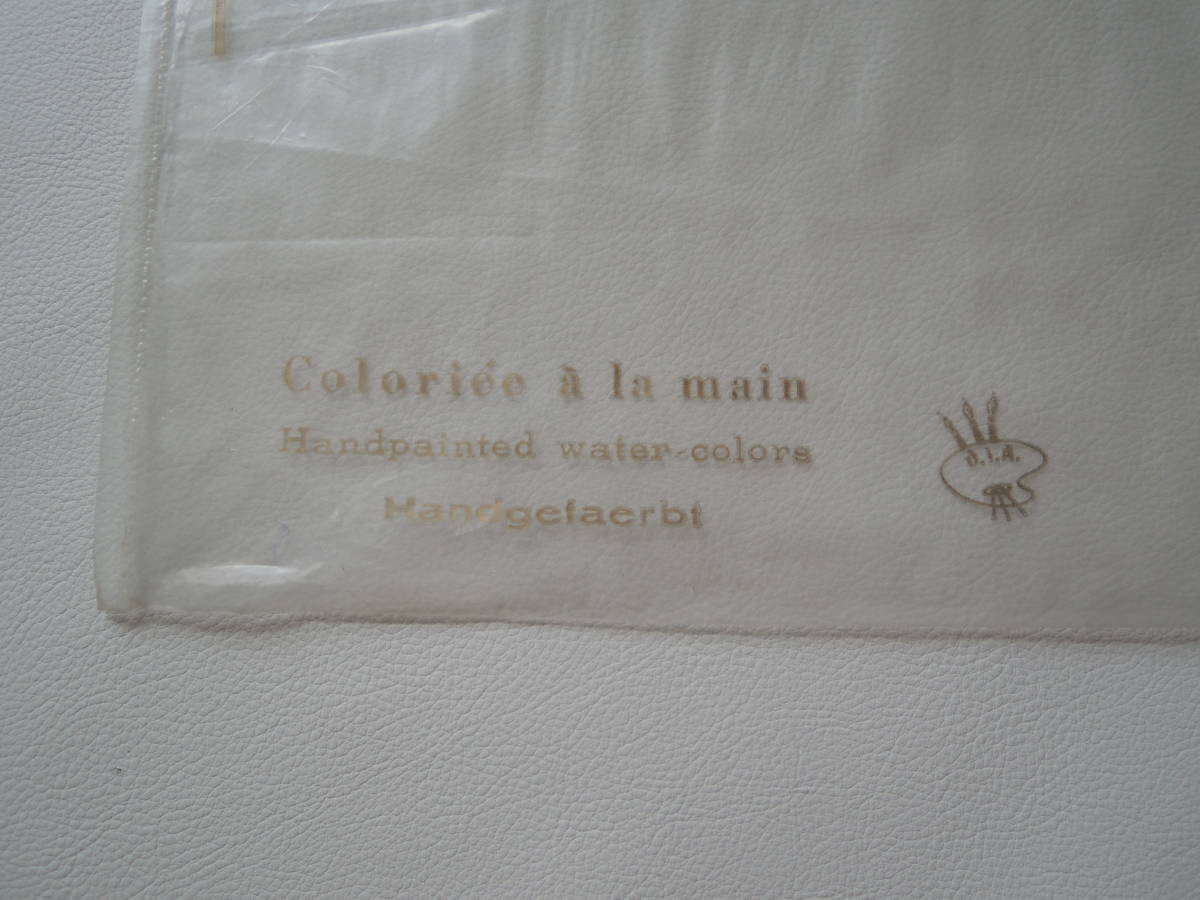 Coloriée à la main
Handpainted water-colors
Handgefaerbt